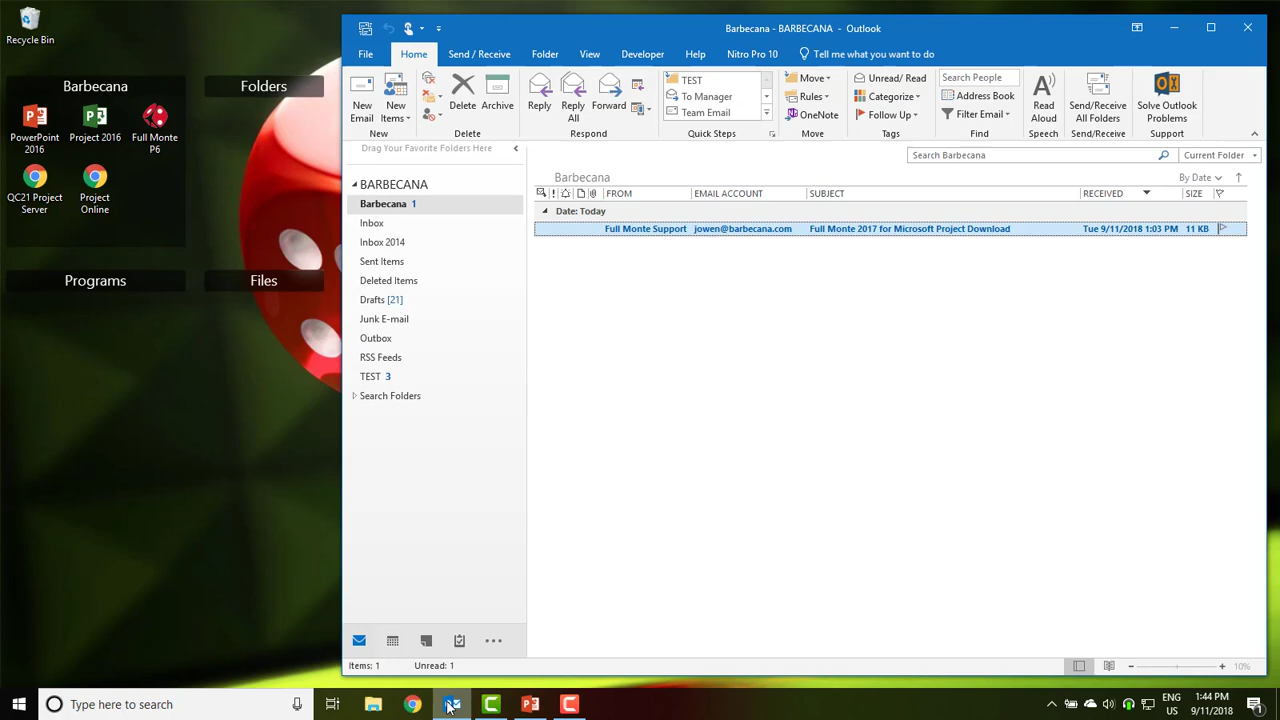 Recycle Bin
Barbecana
Folders
PowerPoint 2016
Project 2016
Full Monte P6
QC21 Project Server
Project Online
Programs
Files
Barbecana - BARBECANA - Outlook
File Home Send / Receive Folder View Developer Help Nitro Pro 10 Tell me what you want to do
New Email
New Items
New
Delete
Archive
Delete
Reply
Reply All
Forward
Respond
TEST
To Manager
Team Email
Quick Steps
Move
Rules
OneNote
Move
Unread/ Read
Categorize
Follow Up
Tags
Search People
Address Book
Filter Email
Find
Read Aloud
Speech
Send/Receive All Folders
Send/Receive
Solve Outlook Problems
Support
Drag Your Favorite Folders Here
BARBECANA
Barbecana 1
Inbox
Inbox 2014
Sent Items
Deleted Items
Drafts [21]
Junk E-mail
Outbox
RSS Feeds
TEST 3
Search Folders
Search Barbecana
Current Folder
Barbecana
By Date
FROM EMAIL ACCOUNT SUBJECT RECEIVED SIZE
Date: Today
Full Monte Support jowen@barbecana.com Full Monte 2017 for Microsoft Project Download Tue 9/11/2018 1:03 PM 11 KB
Items: 1 Unread: 1
10%
Type here to search
ENG
US
1:44 PM
9/11/2018
1